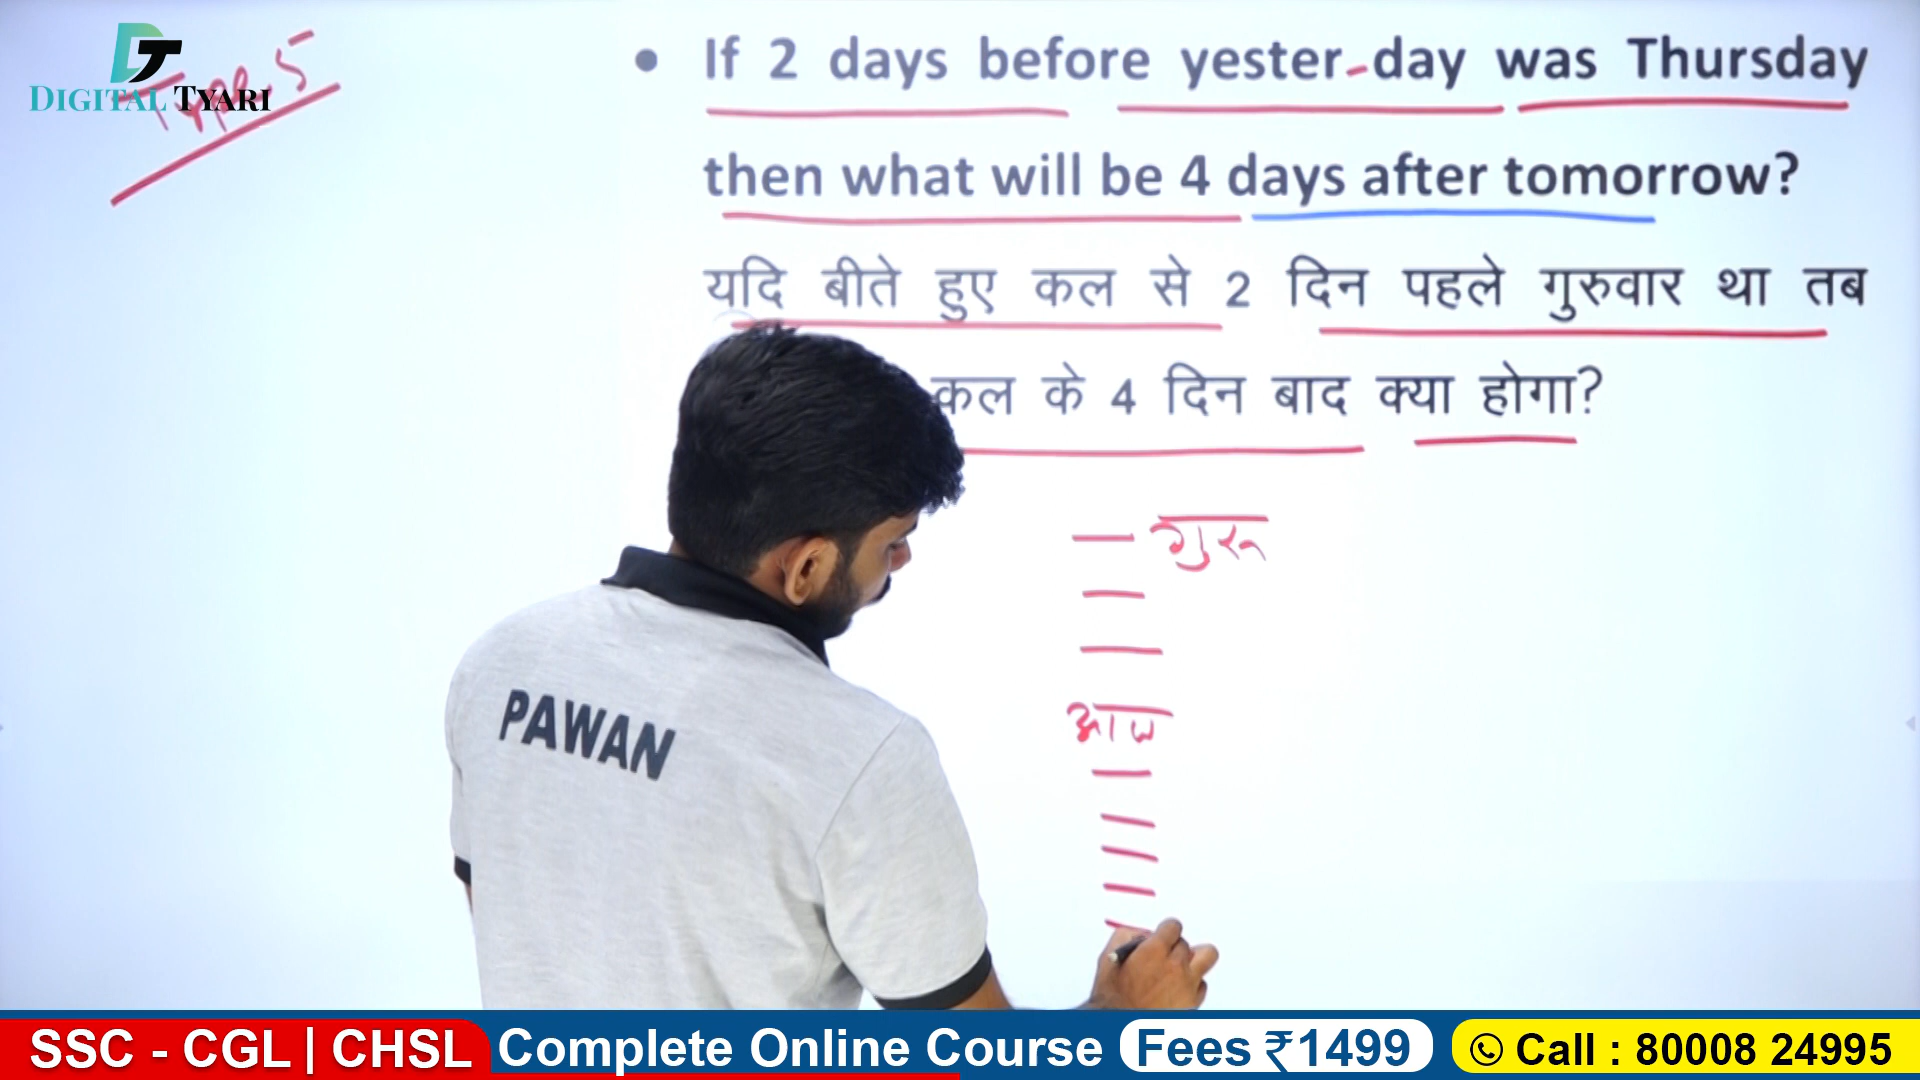 DT
DIGITAL TYARI
Type 5
• If 2 days before yester-day was Thursday
then what will be 4 days after tomorrow?
यदि बीते हुए कल से 2 दिन पहले गुरुवार था तब
कल के 4 दिन बाद क्या होगा?
गुरु
आज
PAWAN
SSC - CGL | CHSL Complete Online Course Fees ₹1499 Call : 80008 24995